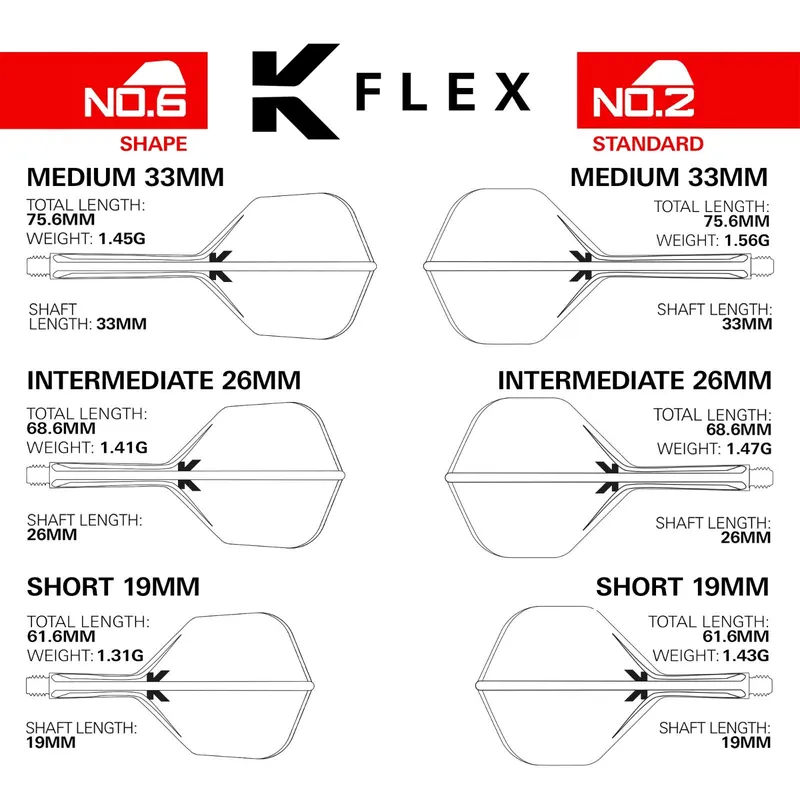 NO.6
SHAPE
K FLEX
NO.2
STANDARD
MEDIUM 33MM
TOTAL LENGTH:
75.6MM
WEIGHT: 1.45G
K
SHAFT
LENGTH: 33MM
MEDIUM 33MM
TOTAL LENGTH:
75.6MM
WEIGHT: 1.56G
K
SHAFT LENGTH:
33MM
INTERMEDIATE 26MM
TOTAL LENGTH:
68.6MM
WEIGHT: 1.41G
K
SHAFT LENGTH:
26MM
INTERMEDIATE 26MM
TOTAL LENGTH:
68.6MM
WEIGHT: 1.47G
K
SHAFT LENGTH:
26MM
SHORT 19MM
TOTAL LENGTH:
61.6MM
WEIGHT: 1.31G
K
SHAFT LENGTH:
19MM
SHORT 19MM
TOTAL LENGTH:
61.6MM
WEIGHT: 1.43G
K
SHAFT LENGTH:
19MM